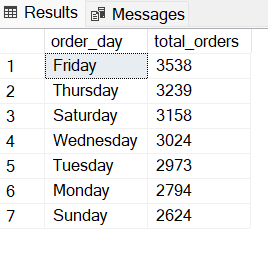 Results Messages
order_day total_orders
1 Friday 3538
2 Thursday 3239
3 Saturday 3158
4 Wednesday 3024
5 Tuesday 2973
6 Monday 2794
7 Sunday 2624